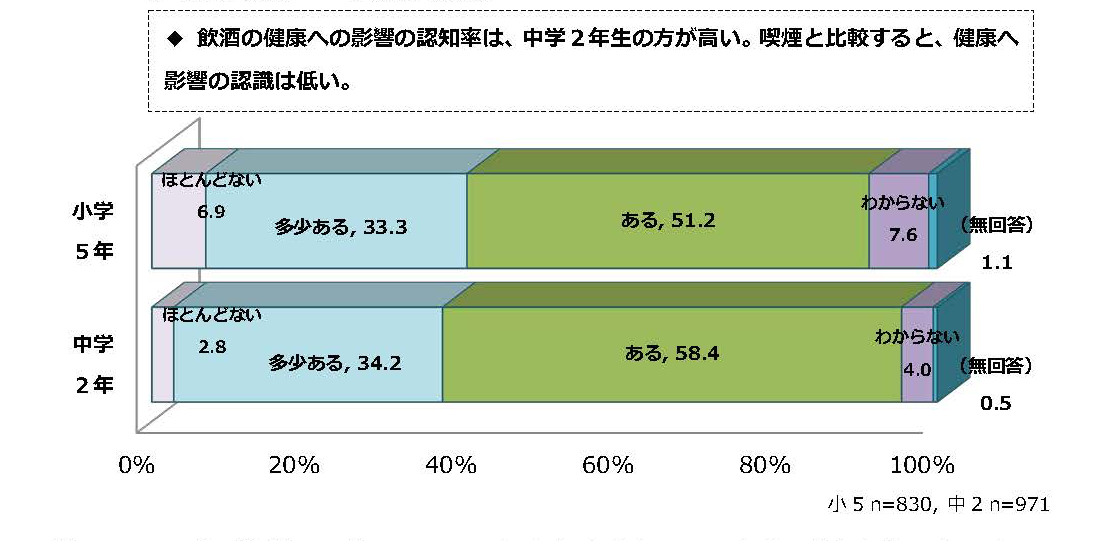 ◆ 飲酒の健康への影響の認知率は、中学２年生の方が高い。喫煙と比較すると、健康へ
影響の認識は低い。
小学
５年
ほとんどない
6.9
多少ある, 33.3
ある, 51.2
わからない
7.6
（無回答）
1.1
中学
２年
ほとんどない
2.8
多少ある, 34.2
ある, 58.4
わからない
4.0
（無回答）
0.5
0% 20% 40% 60% 80% 100%
小５ n=830, 中２ n=971